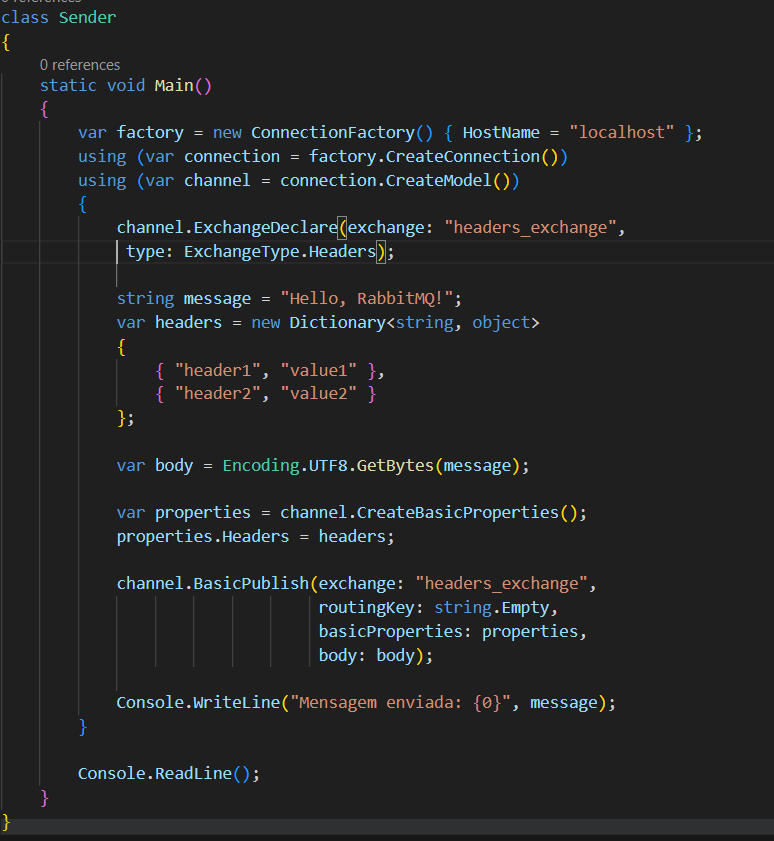 0 references
class Sender
{
0 references
static void Main()
{
var factory = new ConnectionFactory() { HostName = "localhost" };
using (var connection = factory.CreateConnection())
using (var channel = connection.CreateModel())
{
channel.ExchangeDeclare(exchange: "headers_exchange",
type: ExchangeType.Headers);
string message = "Hello, RabbitMQ!";
var headers = new Dictionary<string, object>
{
{ "header1", "value1" },
{ "header2", "value2" }
};
var body = Encoding.UTF8.GetBytes(message);
var properties = channel.CreateBasicProperties();
properties.Headers = headers;
channel.BasicPublish(exchange: "headers_exchange",
routingKey: string.Empty,
basicProperties: properties,
body: body);
Console.WriteLine("Mensagem enviada: {0}", message);
}
Console.ReadLine();
}
}